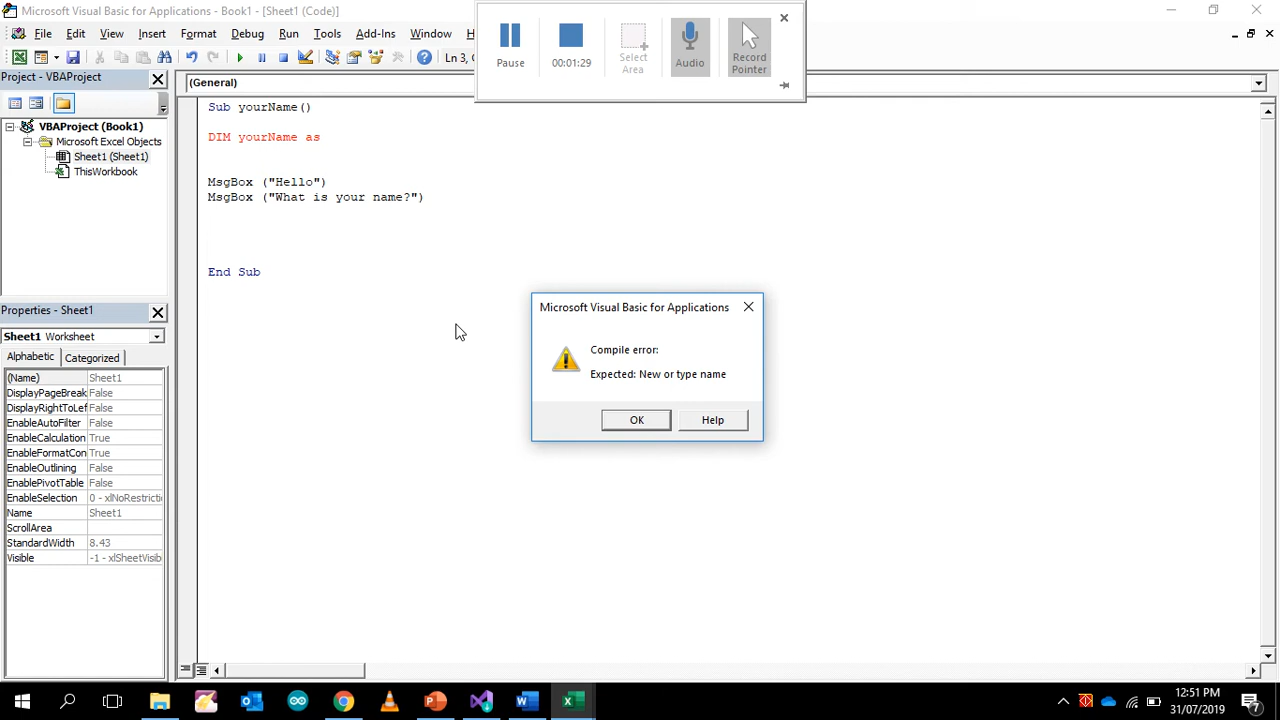 Microsoft Visual Basic for Applications - Book1 - [Sheet1 (Code)]
File Edit View Insert Format Debug Run Tools Add-Ins Window H
Ln 3,
Pause
00:01:29
Select Area
Audio
Record Pointer
Project - VBAProject
VBAProject (Book1)
Microsoft Excel Objects
Sheet1 (Sheet1)
ThisWorkbook
(General)
Sub yourName()
DIM yourName as
MsgBox ("Hello")
MsgBox ("What is your name?")
End Sub
Properties - Sheet1
Sheet1 Worksheet
Alphabetic Categorized
(Name) Sheet1
DisplayPageBreak False
DisplayRightToLef False
EnableAutoFilter False
EnableCalculation True
EnableFormatCon True
EnableOutlining False
EnablePivotTable False
EnableSelection 0 - xlNoRestricti
Name Sheet1
ScrollArea
StandardWidth 8.43
Visible -1 - xlSheetVisib
Microsoft Visual Basic for Applications
Compile error:
Expected: New or type name
OK Help
12:51 PM
31/07/2019
7